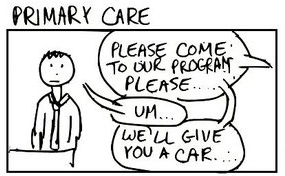 PRIMARY CARE
PLEASE COME
TO OUR PROGRAM
PLEASE....
UM...
WE'LL GIVE
YOU A CAR....